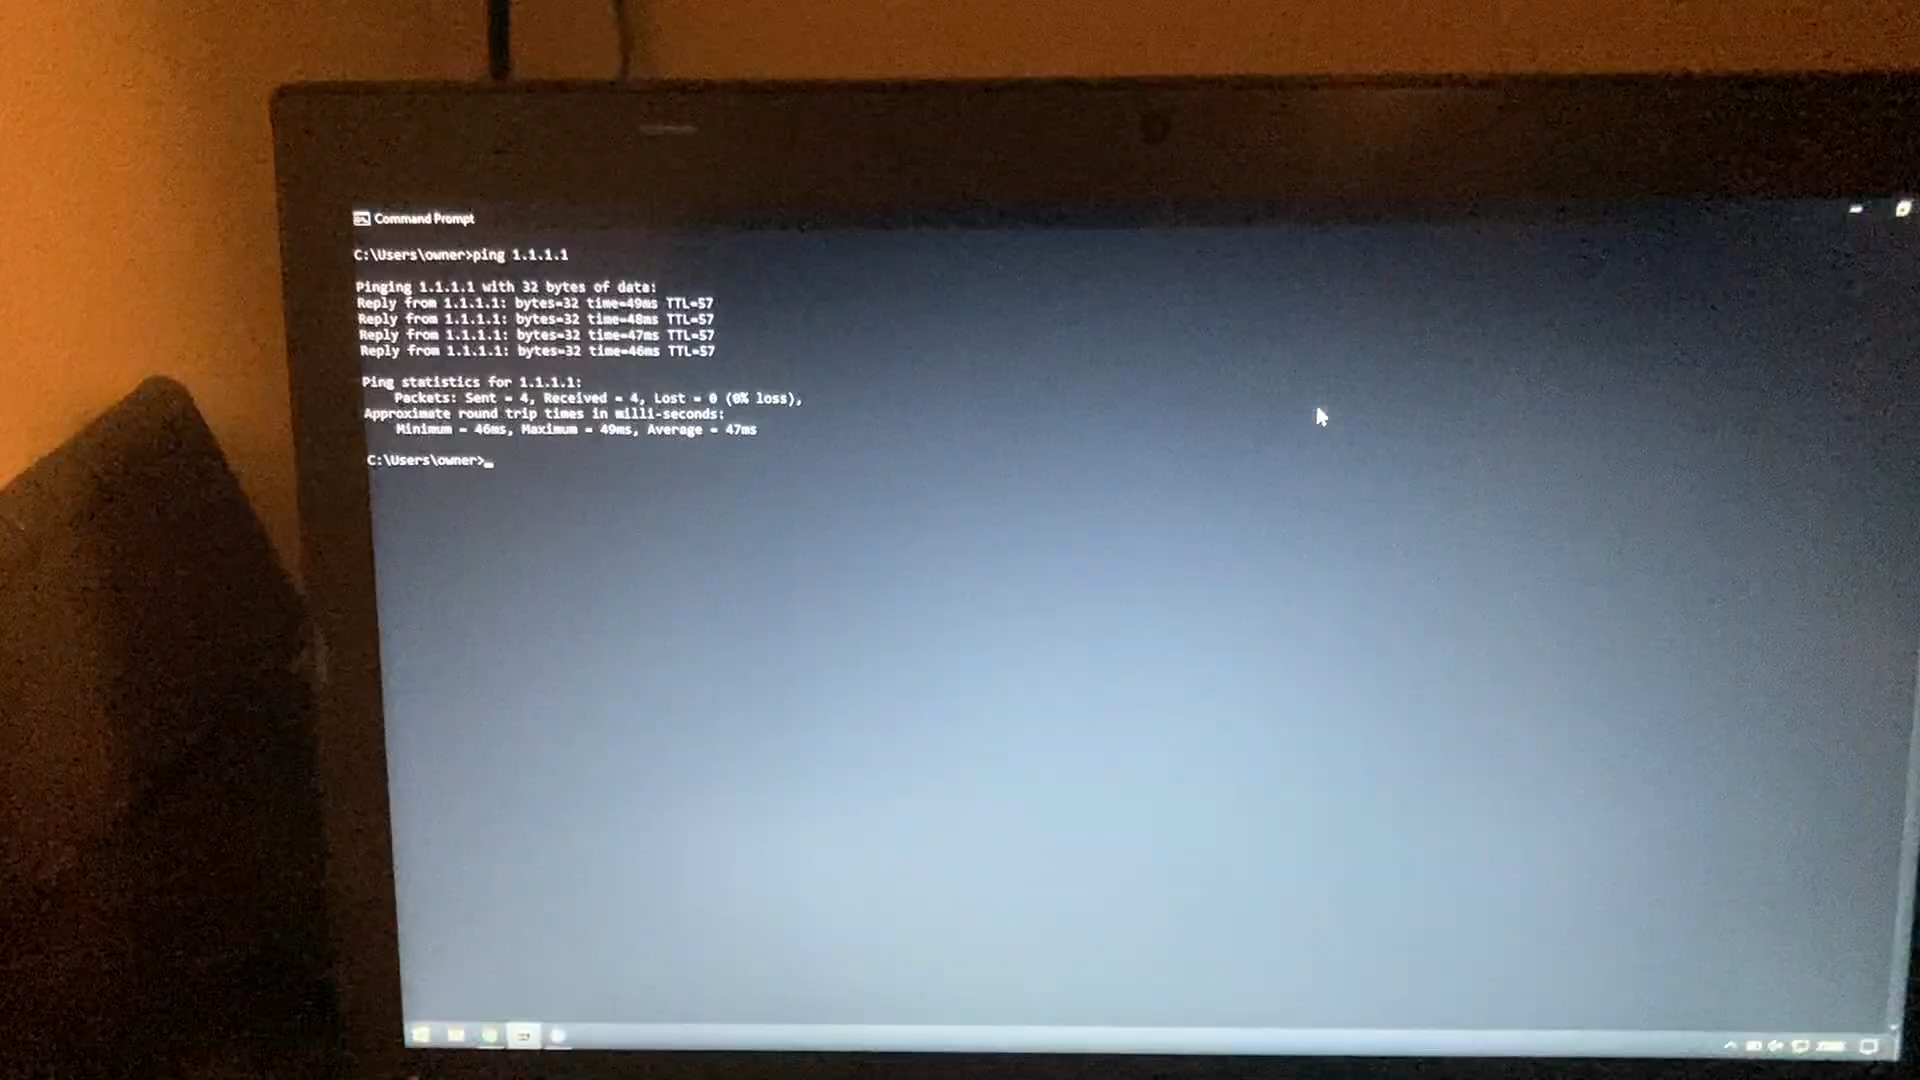 Command Prompt
C:\Users\owner>ping 1.1.1.1
Pinging 1.1.1.1 with 32 bytes of data:
Reply from 1.1.1.1: bytes=32 time=49ms TTL=57
Reply from 1.1.1.1: bytes=32 time=48ms TTL=57
Reply from 1.1.1.1: bytes=32 time=47ms TTL=57
Reply from 1.1.1.1: bytes=32 time=46ms TTL=57
Ping statistics for 1.1.1.1:
Packets: Sent = 4, Received = 4, Lost = 0 (0% loss),
Approximate round trip times in milli-seconds:
Minimum = 46ms, Maximum = 49ms, Average = 47ms
C:\Users\owner>_